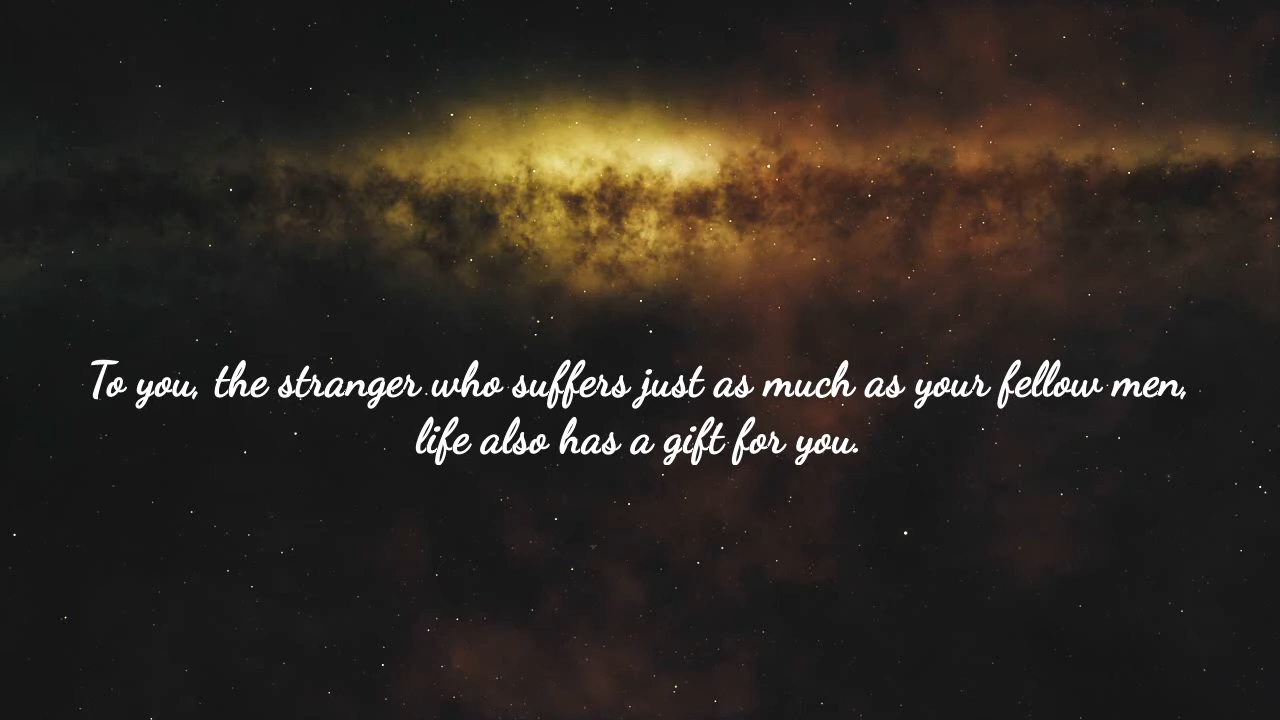 To you, the stranger who suffers just as much as your fellow men,
life also has a gift for you.